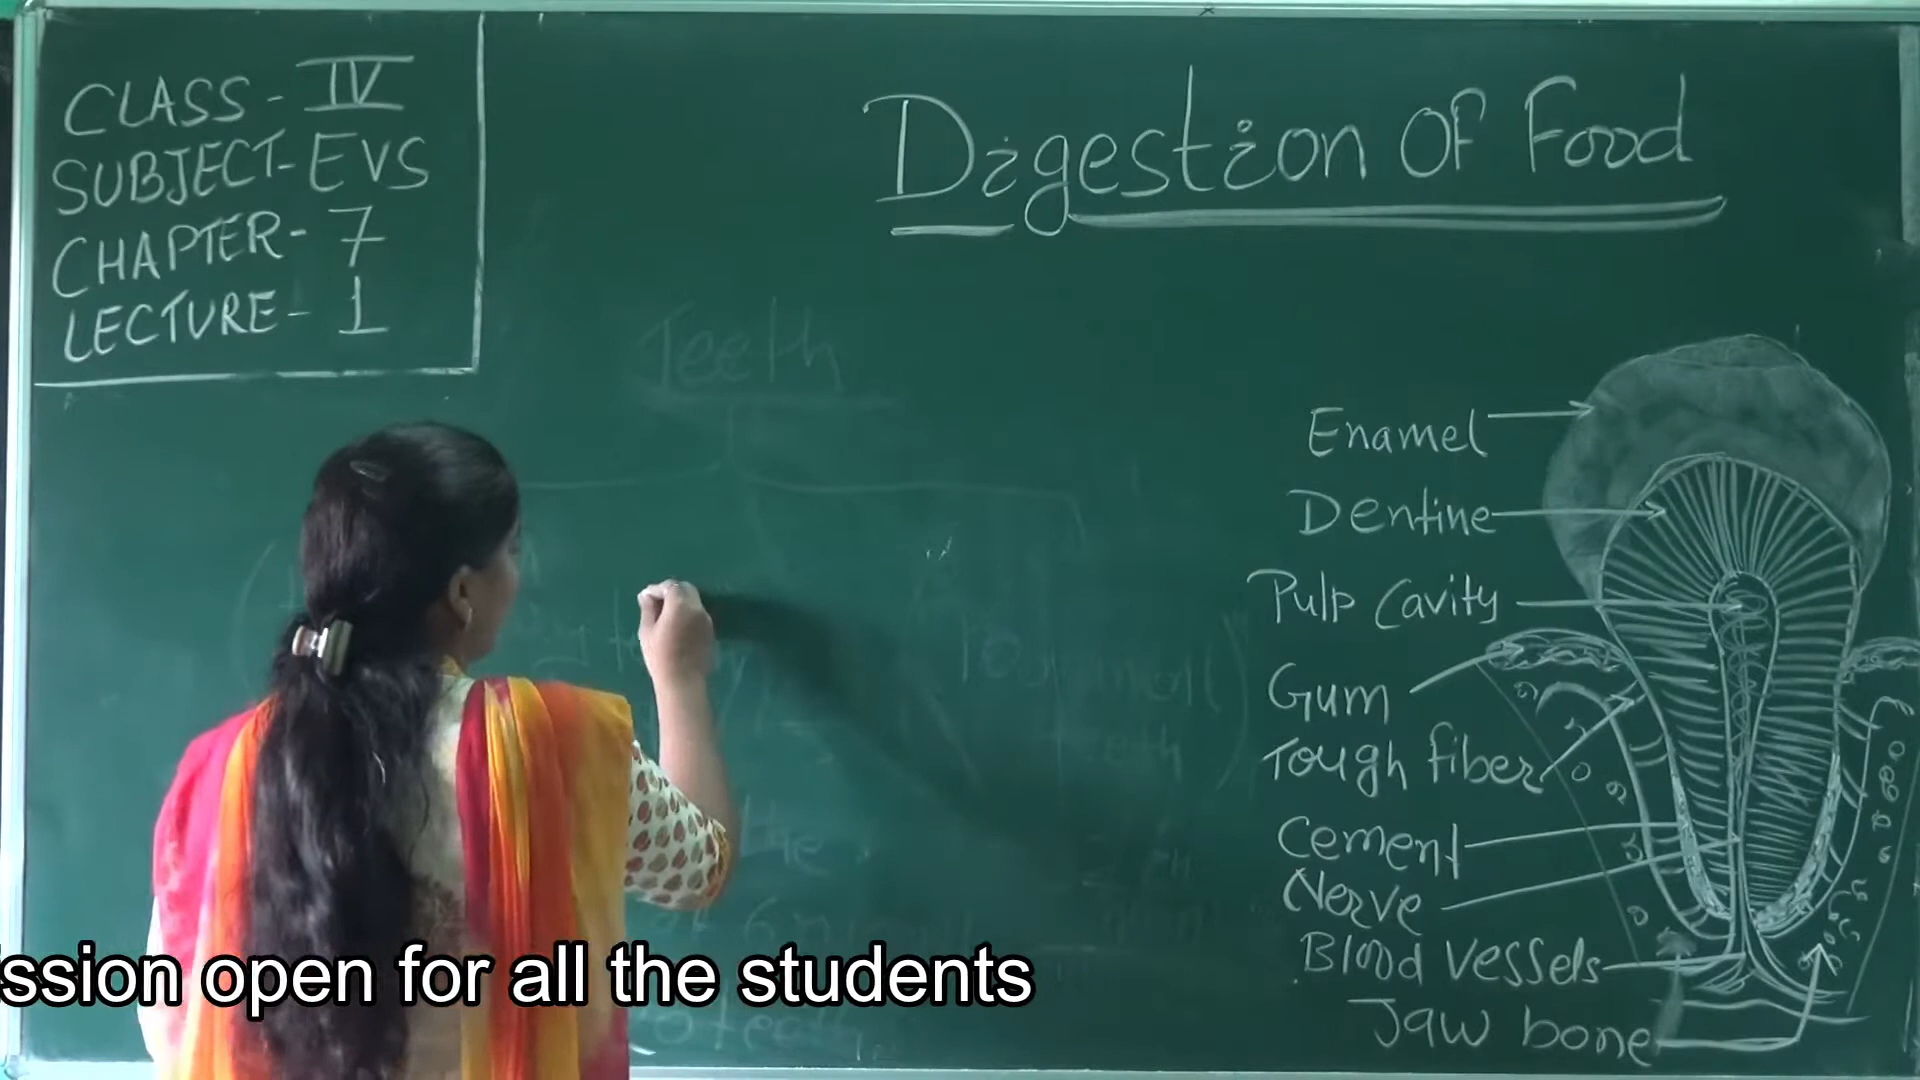 CLASS - IV
SUBJECT - EVS
CHAPTER - 7
LECTURE - 1
Digestion Of Food
Teeth
teeth
Enamel
Dentine
Pulp Cavity
Gum
Tough fiber
Cement
Nerve
Blood Vessels
Jaw bone
ssion open for all the students